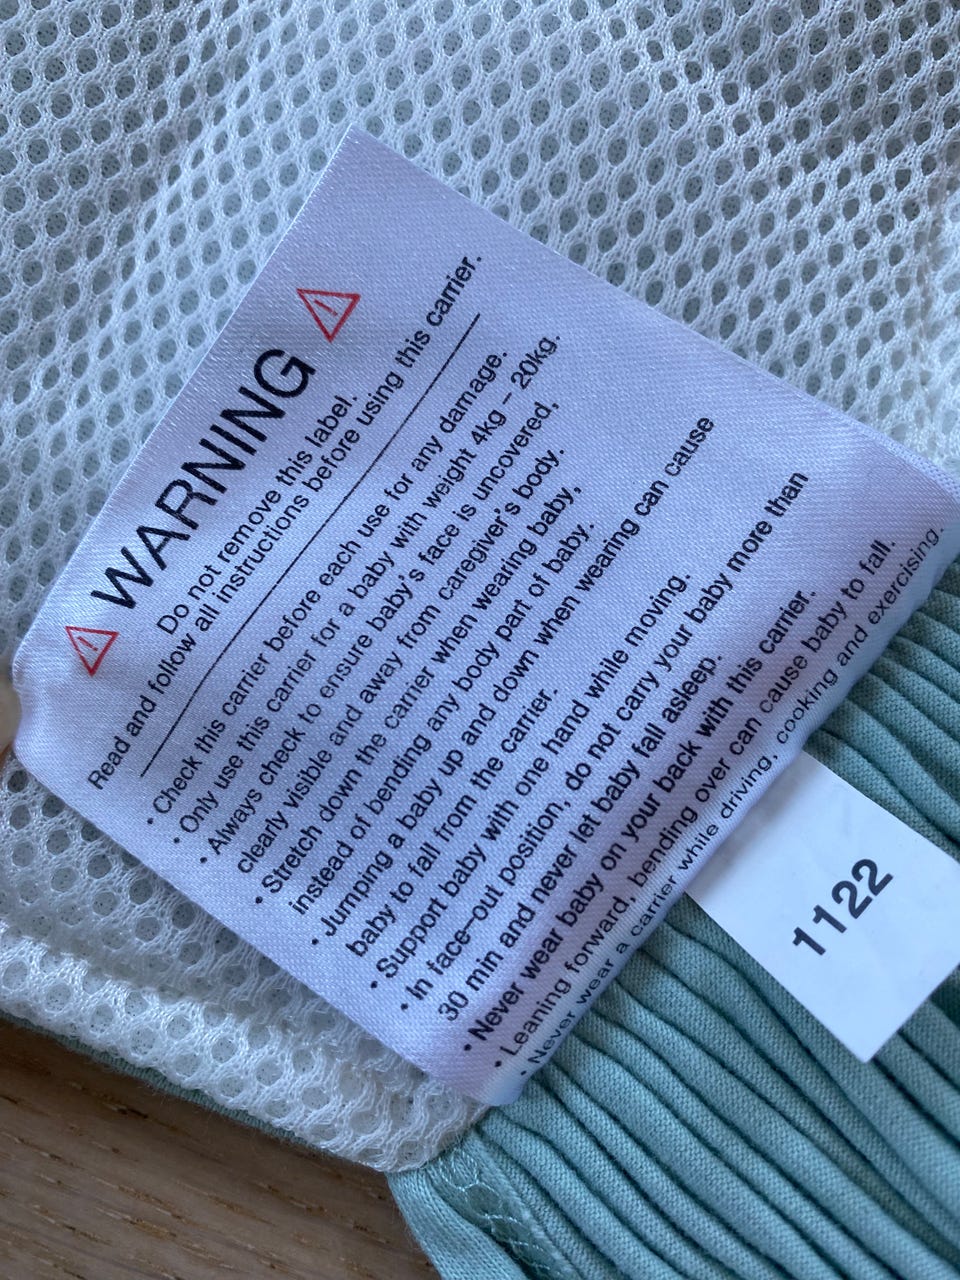 WARNING
Do not remove this label.
Read and follow all instructions before using this carrier.
• Check this carrier before each use for any damage.
• Only use this carrier for a baby with weight 4kg - 20kg.
• Always check to ensure baby's face is uncovered,
clearly visible and away from caregiver's body.
• Stretch down the carrier when wearing baby,
instead of bending any body part of baby.
• Jumping a baby up and down when wearing can cause
baby to fall from the carrier.
• Support baby with one hand while moving.
• In face-out position, do not carry your baby more than
30 min and never let baby fall asleep.
• Never wear baby on your back with this carrier.
• Leaning forward, bending over can cause baby to fall.
• Never wear a carrier while driving, cooking and exercising.
1122